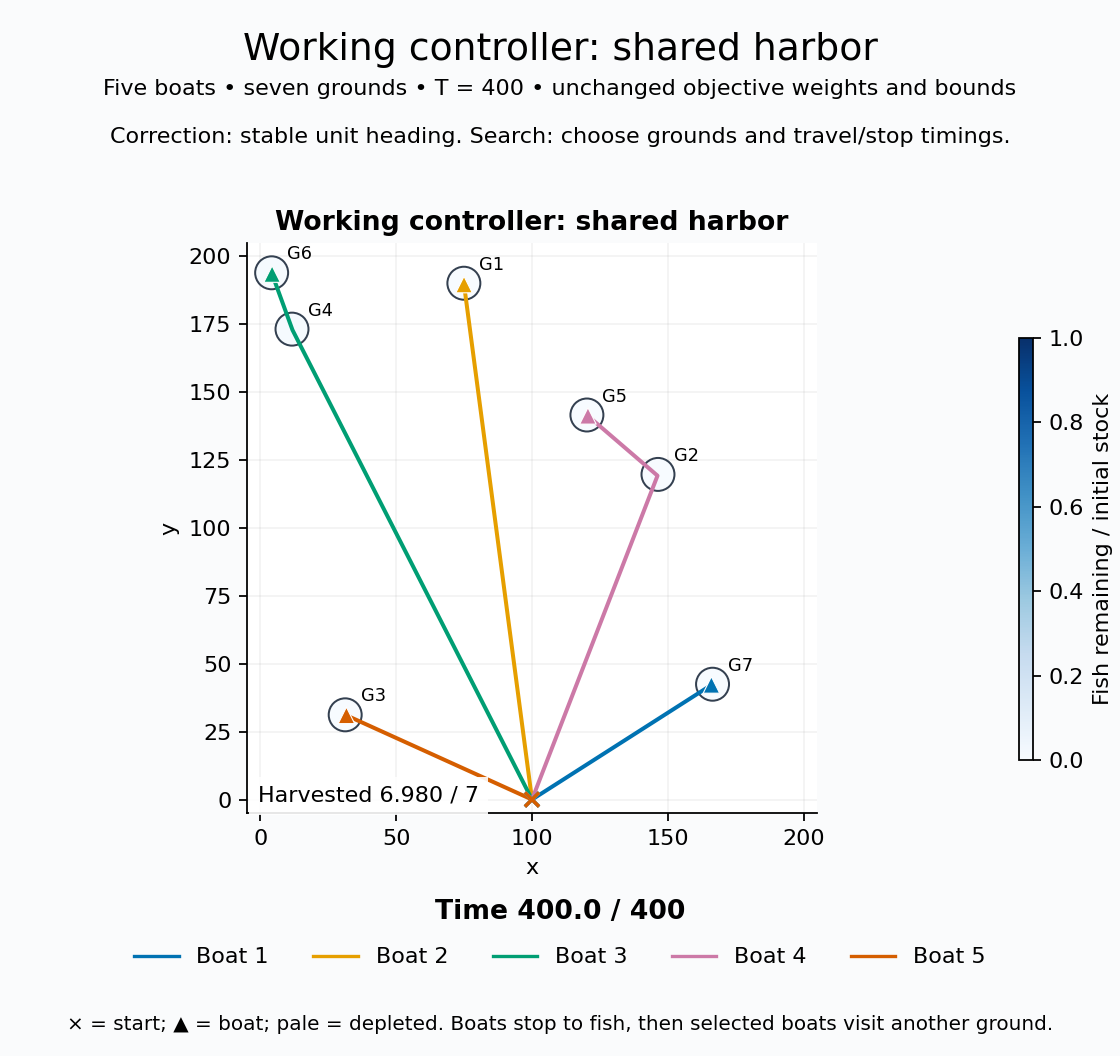 Working controller: shared harbor
Five boats • seven grounds • T = 400 • unchanged objective weights and bounds
Correction: stable unit heading. Search: choose grounds and travel/stop timings.
Working controller: shared harbor
200
175
150
125
100
75
50
25
0
y
G6
G1
G4
G5
G2
G7
G3
Harvested 6.980 / 7
0
50
100
150
200
x
1.0
0.8
0.6
0.4
0.2
0.0
Fish remaining / initial stock
Time 400.0 / 400
Boat 1
Boat 2
Boat 3
Boat 4
Boat 5
× = start; ▲ = boat; pale = depleted. Boats stop to fish, then selected boats visit another ground.